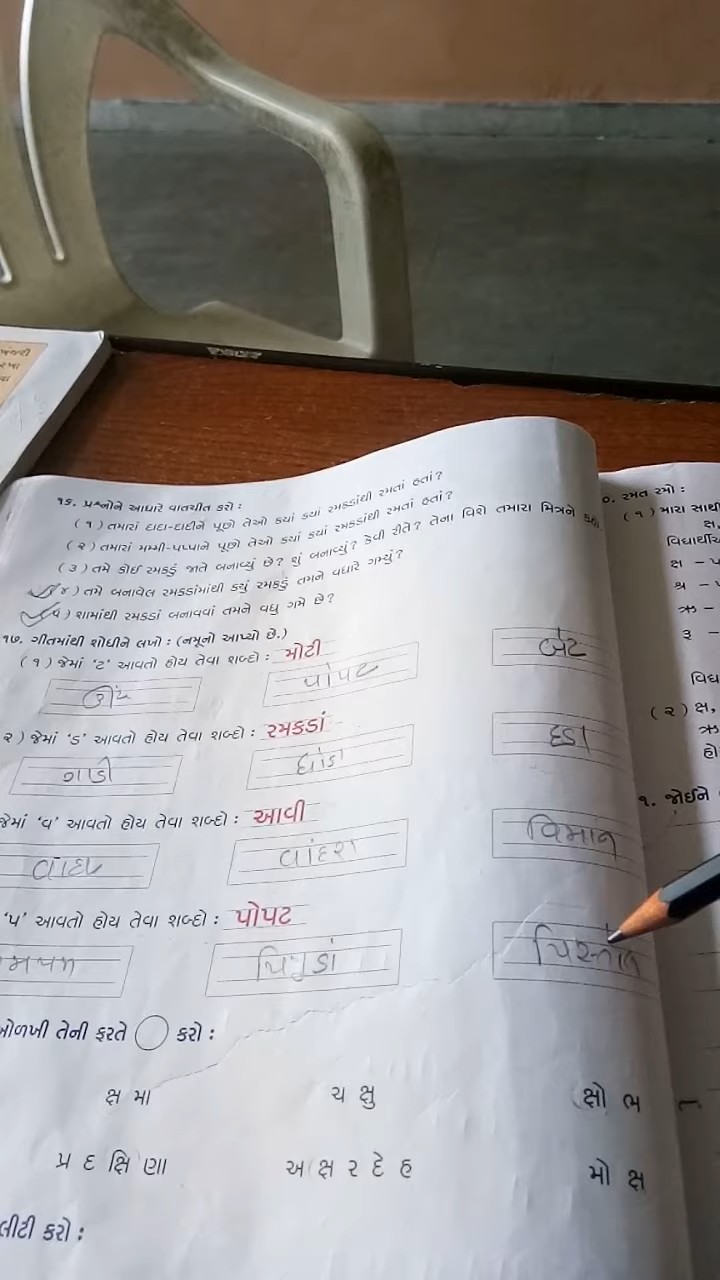 ૧૬. પ્રશ્નોને આધારે વાતચીત કરો :
(૧) તમારાં દાદા-દાદીને પૂછો તેઓ કયાં કયાં રમકડાંથી રમતાં હતાં?
(૨) તમારાં મમ્મી-પપ્પાને પૂછો તેઓ કયાં કયાં રમકડાંથી રમતાં હતાં?
(૩) તમે કોઈ રમકડું જાતે બનાવ્યું છે? શું બનાવ્યું? કેવી રીતે? તેના વિશે તમારા મિત્રને કહો
૪) તમે બનાવેલ રમકડાંમાંથી કયું રમકડું તમને વધારે ગમ્યું?
૫) શામાંથી રમકડાં બનાવવાં તમને વધુ ગમે છે?
૧૭. ગીતમાંથી શોધીને લખો : (નમૂનો આપ્યો છે.)
(૧) જેમાં ‘ટ’ આવતો હોય તેવા શબ્દો : મોટી
પોપટ બેટ
૨) જેમાં ‘ડ’ આવતો હોય તેવા શબ્દો : રમકડાં
ગાડી દડા
જેમાં ‘વ’ આવતો હોય તેવા શબ્દો : આવી
વાંદરા વિમાન
‘પ’ આવતો હોય તેવા શબ્દો : પોપટ
પિપુડાં પિસ્તોલ
ઓળખી તેની ફરતે ◯ કરો :
ક્ષ મા ચ ક્ષુ ક્ષો ભ
પ્ર દ ક્ષિ ણા અ ક્ષ ર દે હ મો ક્ષ
લીટી કરો :
૦. રમત રમો :
(૧) મારા સાથી
ક્ષ,
ક્ષ –
શ્ર –
ઋ –
રૂ –
(૨) ક્ષ,
ઋ
હો
૧. જોઈને